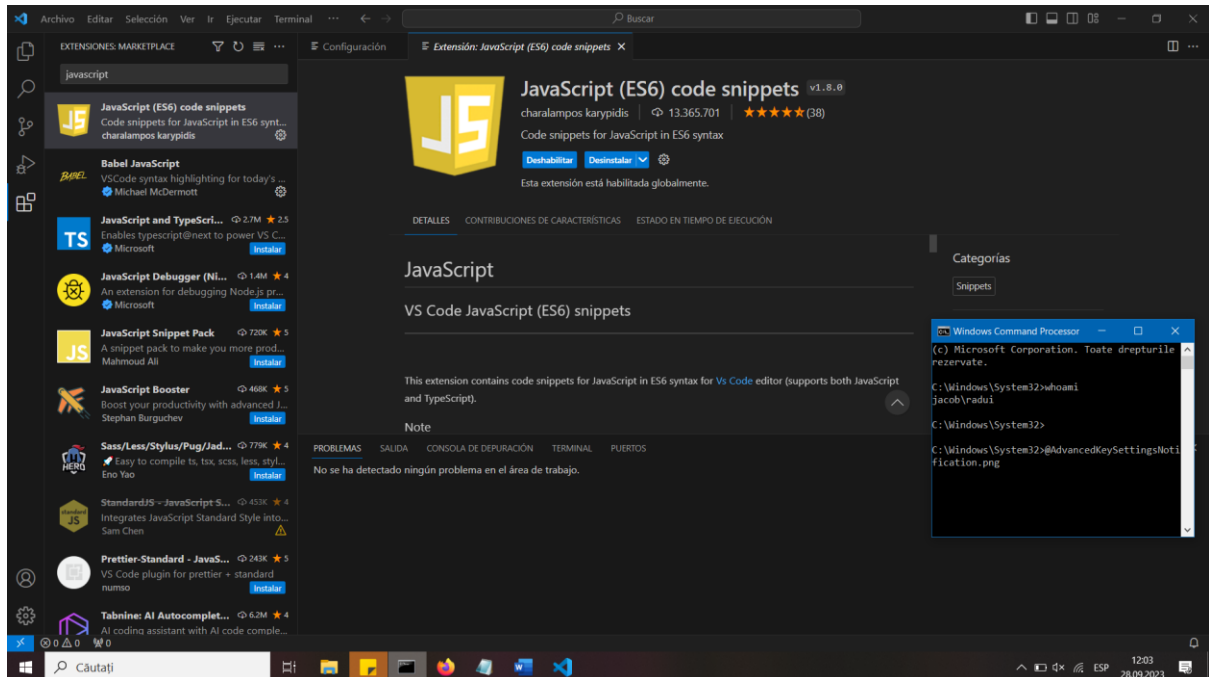 Archivo Editar Selección Ver Ir Ejecutar Terminal ··· Buscar
EXTENSIONES: MARKETPLACE
javascript
JavaScript (ES6) code snippets
Code snippets for JavaScript in ES6 synt...
charalampos karypidis
BABEL
Babel JavaScript
VSCode syntax highlighting for today's ...
Michael McDermott
TS
JavaScript and TypeScri... 2.7M ★ 2.5
Enables typescript@next to power VS C...
Microsoft Instalar
JavaScript Debugger (Ni... 1.4M ★ 4
An extension for debugging Node.js pr...
Microsoft Instalar
JS
JavaScript Snippet Pack 720K ★ 5
A snippet pack to make you more prod...
Mahmoud Ali Instalar
JavaScript Booster 468K ★ 5
Boost your productivity with advanced J...
Stephan Burguchev Instalar
HERO
Sass/Less/Stylus/Pug/Jad... 779K ★ 4
Easy to compile ts, tsx, scss, less, styl...
Eno Yao Instalar
standard
JS
StandardJS - JavaScript S... 453K ★ 4
Integrates JavaScript Standard Style into...
Sam Chen
Prettier-Standard - JavaS... 243K ★ 5
VS Code plugin for prettier + standard
numso Instalar
Tabnine: AI Autocomplet... 6.2M ★ 4
AI coding assistant with AI code comple...
Configuración Extensión: JavaScript (ES6) code snippets
JS
JavaScript (ES6) code snippets v1.8.0
charalampos karypidis 13.365.701 ★★★★★(38)
Code snippets for JavaScript in ES6 syntax
Deshabilitar Desinstalar
Esta extensión está habilitada globalmente.
DETALLES CONTRIBUCIONES DE CARACTERÍSTICAS ESTADO EN TIEMPO DE EJECUCIÓN
JavaScript
VS Code JavaScript (ES6) snippets
This extension contains code snippets for JavaScript in ES6 syntax for Vs Code editor (supports both JavaScript
and TypeScript).
Note
Categorías
Snippets
PROBLEMAS SALIDA CONSOLA DE DEPURACIÓN TERMINAL PUERTOS
No se ha detectado ningún problema en el área de trabajo.
Windows Command Processor
(c) Microsoft Corporation. Toate drepturile
rezervate.
C:\Windows\System32>whoami
jacob\radui
C:\Windows\System32>
C:\Windows\System32>@AdvancedKeySettingsNoti
fication.png
0 0 0
Căutați
ESP
12:03
28.09.2023